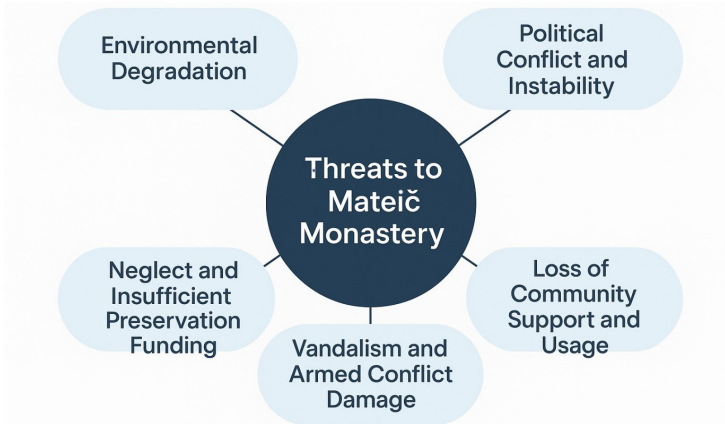 Environmental
Degradation
Political
Conflict and
Instability
Threats to
Mateič
Monastery
Neglect and
Insufficient
Preservation
Funding
Vandalism and
Armed Conflict
Damage
Loss of
Community
Support and
Usage